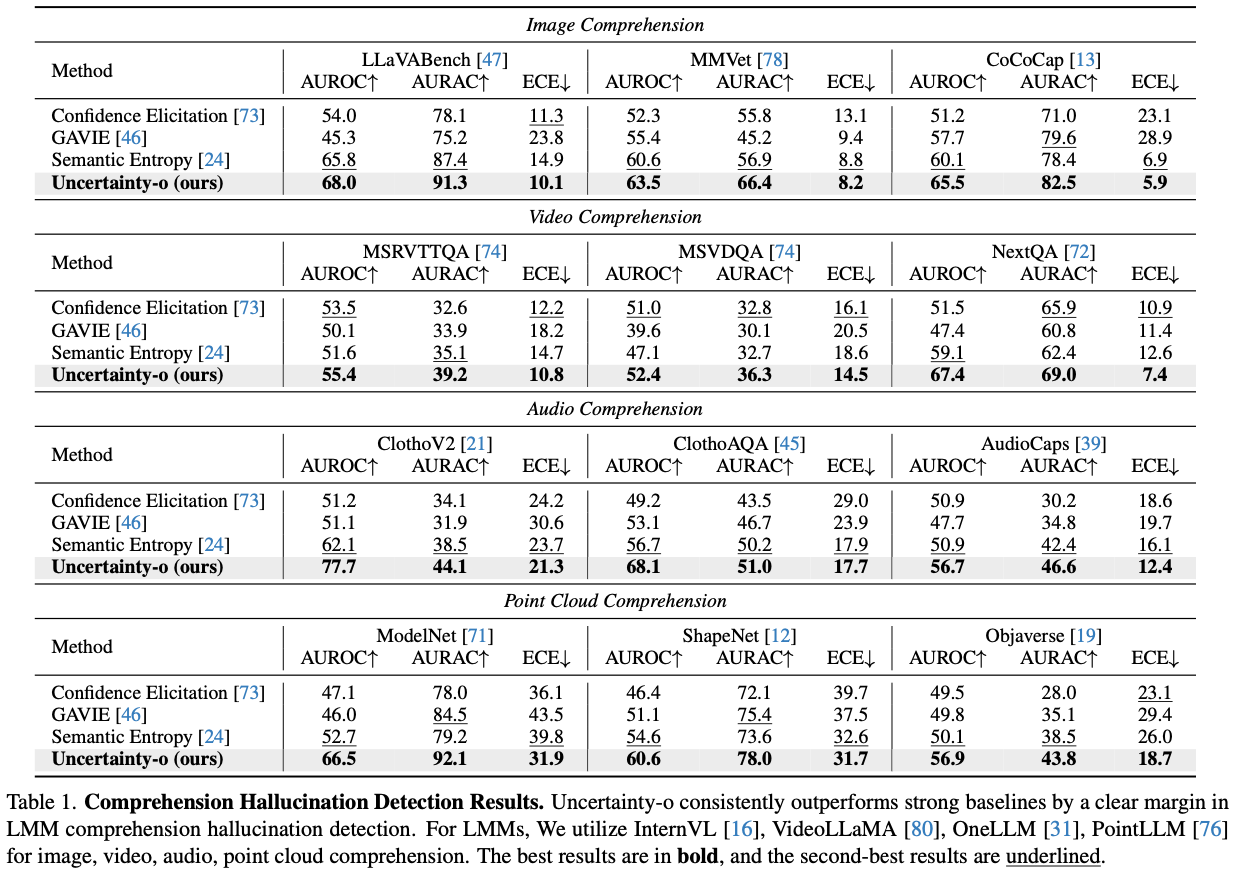 Image Comprehension
Method LLaVABench [47] MMVet [78] CoCoCap [13]
AUROC↑ AURAC↑ ECE↓ AUROC↑ AURAC↑ ECE↓ AUROC↑ AURAC↑ ECE↓
Confidence Elicitation [73] 54.0 78.1 11.3 52.3 55.8 13.1 51.2 71.0 23.1
GAVIE [46] 45.3 75.2 23.8 55.4 45.2 9.4 57.7 79.6 28.9
Semantic Entropy [24] 65.8 87.4 14.9 60.6 56.9 8.8 60.1 78.4 6.9
Uncertainty-o (ours) 68.0 91.3 10.1 63.5 66.4 8.2 65.5 82.5 5.9
Video Comprehension
Method MSRVTTQA [74] MSVDQA [74] NextQA [72]
AUROC↑ AURAC↑ ECE↓ AUROC↑ AURAC↑ ECE↓ AUROC↑ AURAC↑ ECE↓
Confidence Elicitation [73] 53.5 32.6 12.2 51.0 32.8 16.1 51.5 65.9 10.9
GAVIE [46] 50.1 33.9 18.2 39.6 30.1 20.5 47.4 60.8 11.4
Semantic Entropy [24] 51.6 35.1 14.7 47.1 32.7 18.6 59.1 62.4 12.6
Uncertainty-o (ours) 55.4 39.2 10.8 52.4 36.3 14.5 67.4 69.0 7.4
Audio Comprehension
Method ClothoV2 [21] ClothoAQA [45] AudioCaps [39]
AUROC↑ AURAC↑ ECE↓ AUROC↑ AURAC↑ ECE↓ AUROC↑ AURAC↑ ECE↓
Confidence Elicitation [73] 51.2 34.1 24.2 49.2 43.5 29.0 50.9 30.2 18.6
GAVIE [46] 51.1 31.9 30.6 53.1 46.7 23.9 47.7 34.8 19.7
Semantic Entropy [24] 62.1 38.5 23.7 56.7 50.2 17.9 50.9 42.4 16.1
Uncertainty-o (ours) 77.7 44.1 21.3 68.1 51.0 17.7 56.7 46.6 12.4
Point Cloud Comprehension
Method ModelNet [71] ShapeNet [12] Objaverse [19]
AUROC↑ AURAC↑ ECE↓ AUROC↑ AURAC↑ ECE↓ AUROC↑ AURAC↑ ECE↓
Confidence Elicitation [73] 47.1 78.0 36.1 46.4 72.1 39.7 49.5 28.0 23.1
GAVIE [46] 46.0 84.5 43.5 51.1 75.4 37.5 49.8 35.1 29.4
Semantic Entropy [24] 52.7 79.2 39.8 54.6 73.6 32.6 50.1 38.5 26.0
Uncertainty-o (ours) 66.5 92.1 31.9 60.6 78.0 31.7 56.9 43.8 18.7
Table 1. Comprehension Hallucination Detection Results. Uncertainty-o consistently outperforms strong baselines by a clear margin in
LMM comprehension hallucination detection. For LMMs, We utilize InternVL [16], VideoLLaMA [80], OneLLM [31], PointLLM [76]
for image, video, audio, point cloud comprehension. The best results are in bold, and the second-best results are underlined.